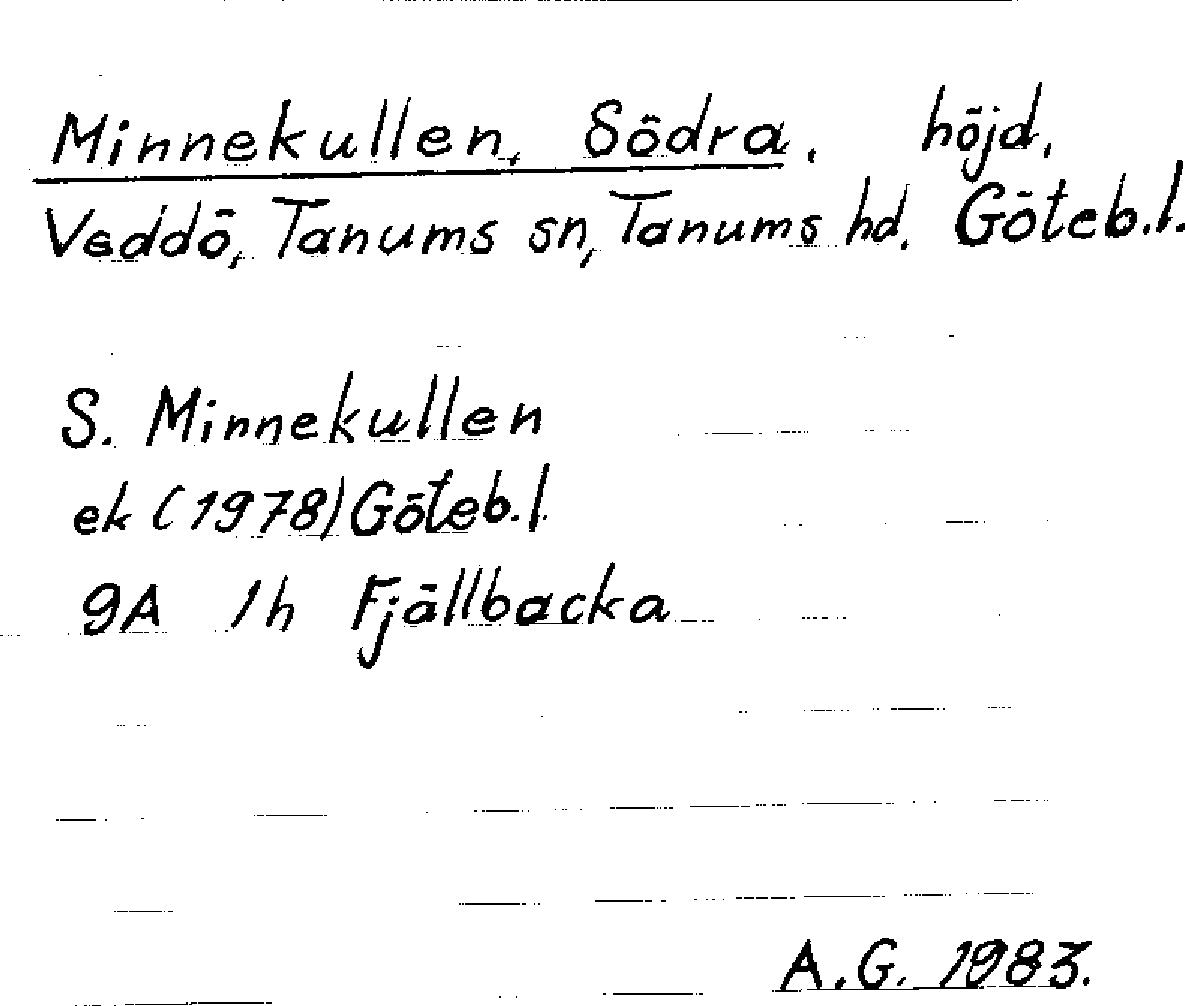 Minnekullen, Södra. höjd.
Veddö, Tanums sn, Tanums hd. Göteb.l.
S. Minnekullen
ek (1978) Göteb.l.
9A 1h Fjällbacka
A.G. 1983.